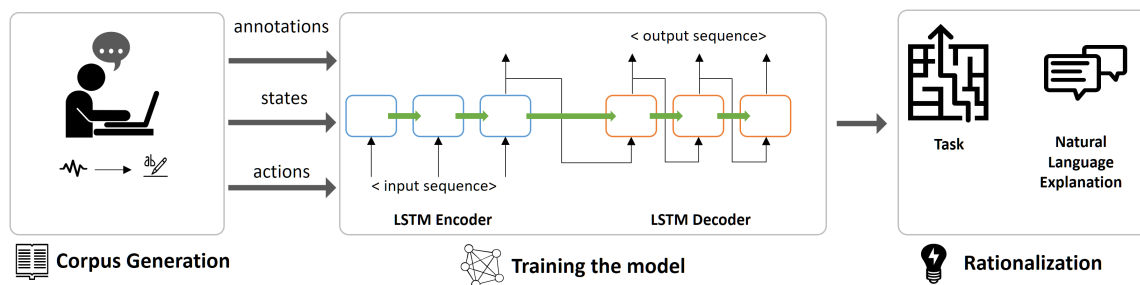 annotations
states
actions
ab
< output sequence>
< input sequence>
LSTM Encoder
LSTM Decoder
Task
Natural
Language
Explanation
Corpus Generation
Training the model
Rationalization